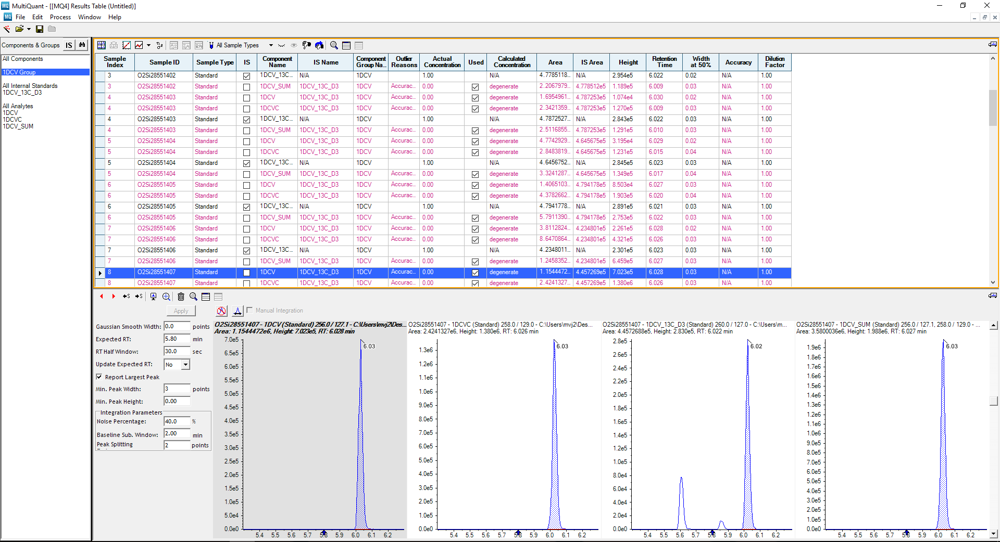 MultiQuant - [[MQ4] Results Table (Untitled)]
File Edit Process Window Help
Components & Groups IS
All Components
1DCV Group
All Internal Standards
1DCV_13C_D3
All Analytes
1DCV
1DCVC
1DCV_SUM
All Sample Types
Sample Index Sample ID Sample Type IS Component Name IS Name Component Group Na... Outlier Reasons Actual Concentration Used Calculated Concentration Area IS Area Height Retention Time Width at 50% Accuracy Dilution Factor
3 O2Si28551402 Standard 1DCV_13C... N/A 1DCV 1.00 N/A 4.7785118... N/A 2.954e5 6.022 0.02 N/A 1.00
3 O2Si28551402 Standard 1DCV_SUM 1DCV_13C_D3 1DCV Accurac... 0.00 degenerate 2.2067979... 4.778512e5 1.189e5 6.009 0.03 N/A 1.00
4 O2Si28551403 Standard 1DCV 1DCV_13C_D3 1DCV Accurac... 0.00 degenerate 1.6954961... 4.787253e5 1.074e4 6.030 0.02 N/A 1.00
4 O2Si28551403 Standard 1DCVC 1DCV_13C_D3 1DCV Accurac... 0.00 degenerate 2.3421359... 4.787253e5 1.270e5 6.009 0.03 N/A 1.00
4 O2Si28551403 Standard 1DCV_13C... N/A 1DCV 1.00 N/A 4.7872527... N/A 2.843e5 6.022 0.03 N/A 1.00
4 O2Si28551403 Standard 1DCV_SUM 1DCV_13C_D3 1DCV Accurac... 0.00 degenerate 2.5116855... 4.787253e5 1.291e5 6.010 0.03 N/A 1.00
5 O2Si28551404 Standard 1DCV 1DCV_13C_D3 1DCV Accurac... 0.00 degenerate 4.7742929... 4.645675e5 3.195e4 6.029 0.02 N/A 1.00
5 O2Si28551404 Standard 1DCVC 1DCV_13C_D3 1DCV Accurac... 0.00 degenerate 2.8483819... 4.645675e5 1.231e5 6.015 0.04 N/A 1.00
5 O2Si28551404 Standard 1DCV_13C... N/A 1DCV 1.00 N/A 4.6456752... N/A 2.845e5 6.023 0.03 N/A 1.00
5 O2Si28551404 Standard 1DCV_SUM 1DCV_13C_D3 1DCV Accurac... 0.00 degenerate 3.3241287... 4.645675e5 1.349e5 6.017 0.04 N/A 1.00
6 O2Si28551405 Standard 1DCV 1DCV_13C_D3 1DCV Accurac... 0.00 degenerate 1.4065103... 4.794178e5 8.503e4 6.027 0.03 N/A 1.00
6 O2Si28551405 Standard 1DCVC 1DCV_13C_D3 1DCV Accurac... 0.00 degenerate 4.3782662... 4.794178e5 1.903e5 6.020 0.04 N/A 1.00
6 O2Si28551405 Standard 1DCV_13C... N/A 1DCV 1.00 N/A 4.7941778... N/A 2.891e5 6.021 0.03 N/A 1.00
6 O2Si28551405 Standard 1DCV_SUM 1DCV_13C_D3 1DCV Accurac... 0.00 degenerate 5.7911390... 4.794178e5 2.753e5 6.022 0.03 N/A 1.00
7 O2Si28551406 Standard 1DCV 1DCV_13C_D3 1DCV Accurac... 0.00 degenerate 3.8112824... 4.234801e5 2.261e5 6.028 0.02 N/A 1.00
7 O2Si28551406 Standard 1DCVC 1DCV_13C_D3 1DCV Accurac... 0.00 degenerate 8.6470864... 4.234801e5 4.321e5 6.026 0.03 N/A 1.00
7 O2Si28551406 Standard 1DCV_13C... N/A 1DCV 1.00 N/A 4.2348011... N/A 2.301e5 6.023 0.03 N/A 1.00
7 O2Si28551406 Standard 1DCV_SUM 1DCV_13C_D3 1DCV Accurac... 0.00 degenerate 1.2458352... 4.234801e5 6.459e5 6.027 0.03 N/A 1.00
8 O2Si28551407 Standard 1DCV 1DCV_13C_D3 1DCV Accurac... 0.00 degenerate 1.1544472... 4.457269e5 7.023e5 6.028 0.03 N/A 1.00
8 O2Si28551407 Standard 1DCVC 1DCV_13C_D3 1DCV Accurac... 0.00 degenerate 2.4241327... 4.457269e5 1.380e6 6.026 0.03 N/A 1.00
Apply
Manual Integration
Gaussian Smooth Width: 0.0 points
Expected RT: 5.80 min
RT Half Window: 30.0 sec
Update Expected RT: No
Report Largest Peak
Min. Peak Width: 3 points
Min. Peak Height: 0.00
Integration Parameters
Noise Percentage: 40.0 %
Baseline Sub. Window: 2.00 min
Peak Splitting 2 points
O2Si28551407 - 1DCV (Standard) 256.0 / 127.1 - C:\Users\mvj2\Des...
Area: 1.1544472e6, Height: 7.023e5, RT: 6.028 min
6.03
7.0e5
6.5e5
6.0e5
5.5e5
5.0e5
4.5e5
4.0e5
3.5e5
3.0e5
2.5e5
2.0e5
1.5e5
1.0e5
5.0e4
0.0e0
5.4 5.5 5.6 5.7 5.8 5.9 6.0 6.1 6.2
O2Si28551407 - 1DCVC (Standard) 258.0 / 129.0 - C:\Users\mvj2\Des...
Area: 2.4241327e6, Height: 1.380e6, RT: 6.026 min
6.03
1.3e6
1.2e6
1.1e6
1.0e6
9.0e5
8.0e5
7.0e5
6.0e5
5.0e5
4.0e5
3.0e5
2.0e5
1.0e5
0.0e0
5.4 5.5 5.6 5.7 5.8 5.9 6.0 6.1 6.2
O2Si28551407 - 1DCV_13C_D3 (Standard) 260.0 / 127.0 - C:\Users\m...
Area: 4.4572688e5, Height: 2.830e5, RT: 6.022 min
6.02
2.8e5
2.6e5
2.4e5
2.2e5
2.0e5
1.8e5
1.6e5
1.4e5
1.2e5
1.0e5
8.0e4
6.0e4
4.0e4
2.0e4
0.0e0
5.4 5.5 5.6 5.7 5.8 5.9 6.0 6.1 6.2
O2Si28551407 - 1DCV_SUM (Standard) 256.0 / 127.1, 258.0 / 129.0 - ...
Area: 3.5800036e6, Height: 1.988e6, RT: 6.027 min
6.03
1.9e6
1.8e6
1.7e6
1.6e6
1.5e6
1.4e6
1.3e6
1.2e6
1.1e6
1.0e6
9.0e5
8.0e5
7.0e5
6.0e5
5.0e5
4.0e5
3.0e5
2.0e5
1.0e5
0.0e0
5.4 5.5 5.6 5.7 5.8 5.9 6.0 6.1 6.2